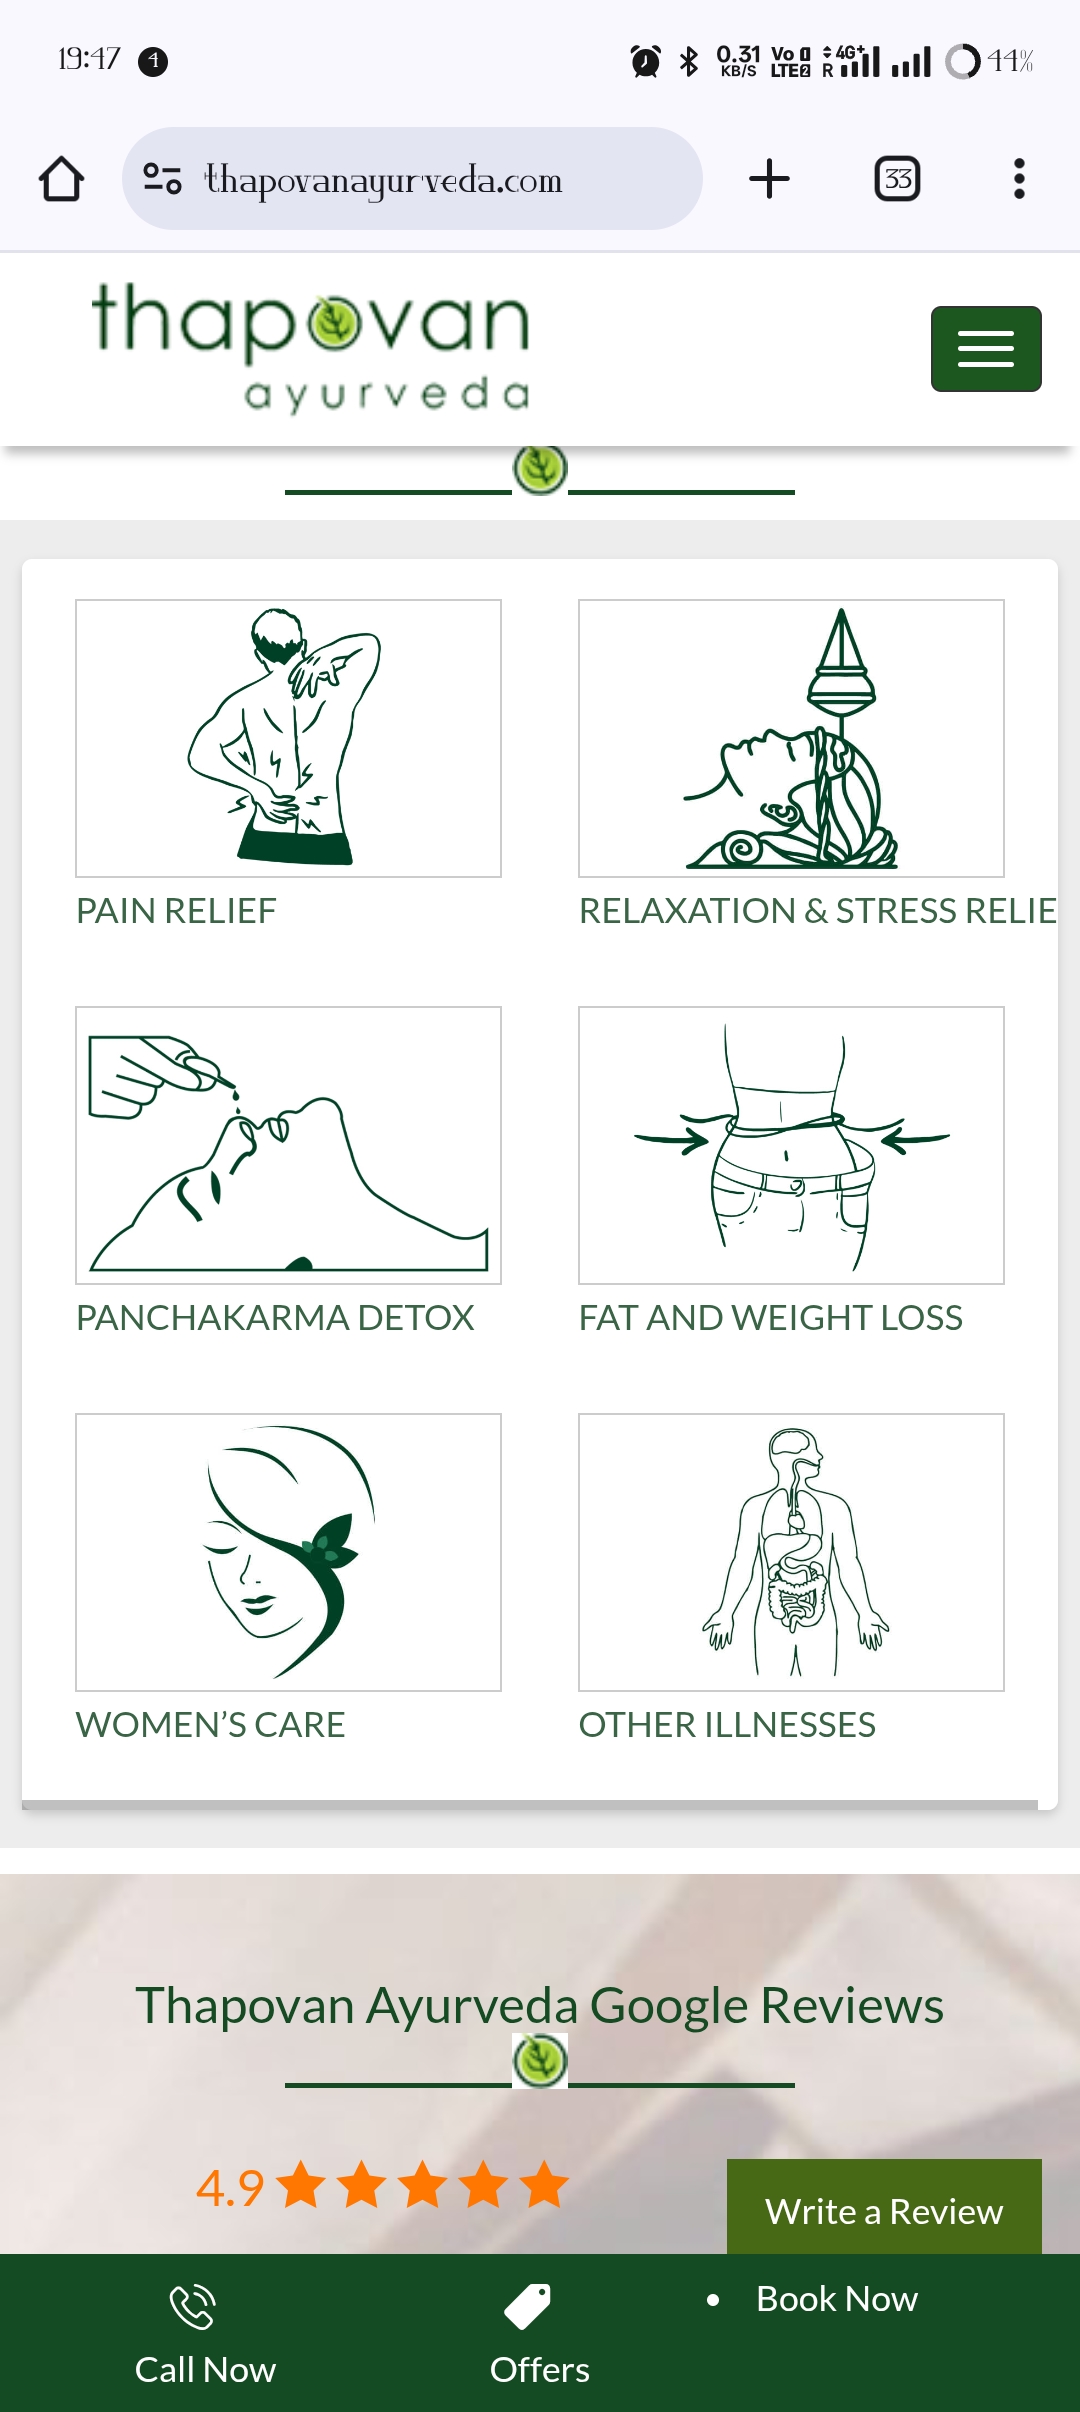 19:47 4 0.31 KB/S Vo LTE 4G+ R 44%
thapovanayurveda.com 33
thapovan
ayurveda
PAIN RELIEF
RELAXATION & STRESS RELIE
PANCHAKARMA DETOX
FAT AND WEIGHT LOSS
WOMEN’S CARE
OTHER ILLNESSES
Thapovan Ayurveda Google Reviews
4.9
Write a Review
Call Now
Offers
• Book Now